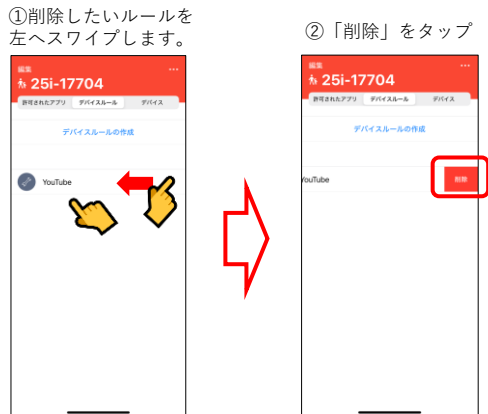 ①削除したいルールを
左へスワイプします。
編集
25i-17704
許可されたアプリ
デバイスルール
デバイス
デバイスルールの作成
YouTube
②「削除」をタップ
編集
25i-17704
許可されたアプリ
デバイスルール
デバイス
デバイスルールの作成
YouTube
削除